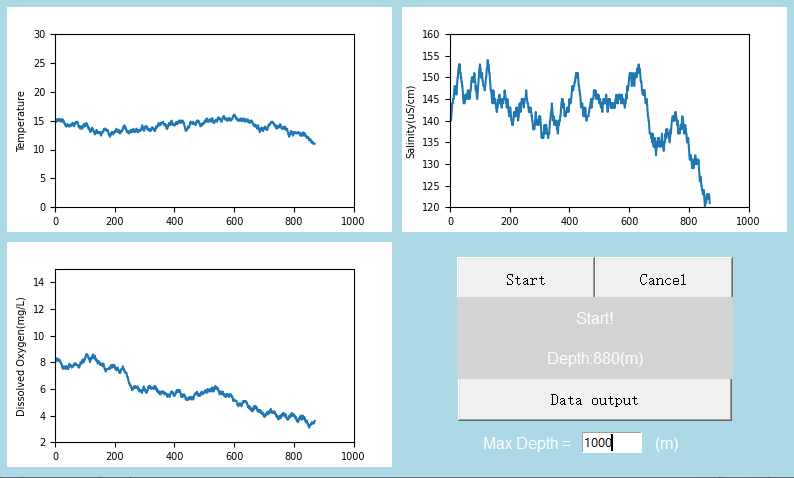 30
25
20
15
10
5
0
Temperature
0 200 400 600 800 1000
160
155
150
145
140
135
130
125
120
Salinity(uS/cm)
0 200 400 600 800 1000
14
12
10
8
6
4
2
Dissolved Oxygen(mg/L)
0 200 400 600 800 1000
Start Cancel
Start!
Depth:880(m)
Data output
Max Depth = 1000 (m)